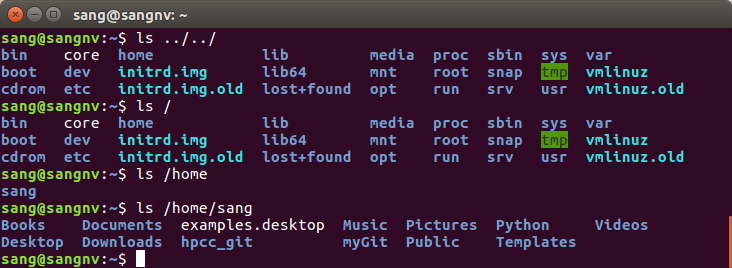 sang@sangnv: ~
sang@sangnv:~$ ls ../../
bin    core  home            lib         media  proc  sbin  sys  var
boot   dev   initrd.img      lib64       mnt    root  snap  tmp  vmlinuz
cdrom  etc   initrd.img.old  lost+found  opt    run   srv   usr  vmlinuz.old
sang@sangnv:~$ ls /
bin    core  home            lib         media  proc  sbin  sys  var
boot   dev   initrd.img      lib64       mnt    root  snap  tmp  vmlinuz
cdrom  etc   initrd.img.old  lost+found  opt    run   srv   usr  vmlinuz.old
sang@sangnv:~$ ls /home
sang
sang@sangnv:~$ ls /home/sang
Books    Documents  examples.desktop  Music  Pictures  Python     Videos
Desktop  Downloads  hpcc_git          myGit  Public    Templates
sang@sangnv:~$